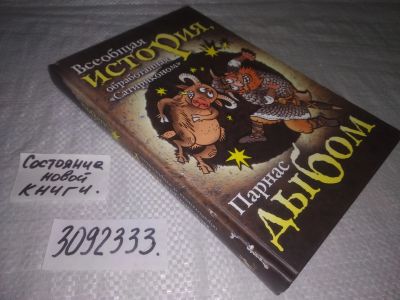 Всеобщая
история,
обработанная
«Сатириконом»
Парнас
дыбом
Состояние
новой
книги.
3092333.